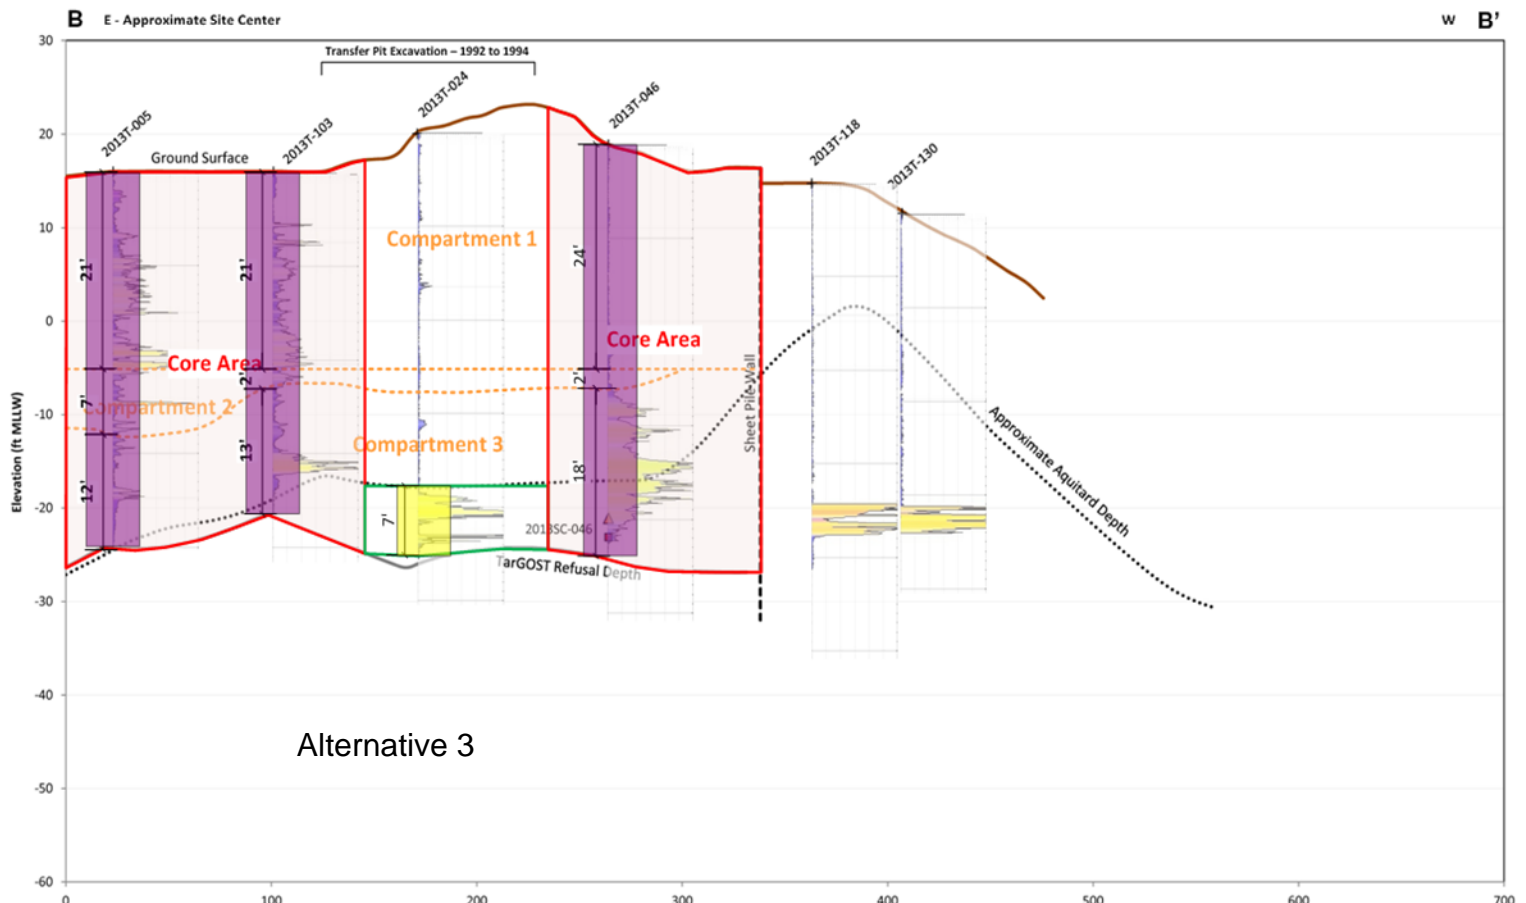 B E - Approximate Site Center W B'
Transfer Pit Excavation – 1992 to 1994
2013T-005
Ground Surface
2013T-103
2013T-024
2013T-046
2013T-118
2013T-130
30
20
10
0
-10
-20
-30
-40
-50
-60
Elevation (ft MLLW)
21'
7'
12'
21'
2'
13'
24'
2'
18'
7'
Compartment 1
Core Area
Core Area
Compartment 2
Compartment 3
Sheet Pile Wall
Approximate Aquitard Depth
2013SC-046
TarGOST Refusal Depth
Alternative 3
0 100 200 300 400 500 600 700